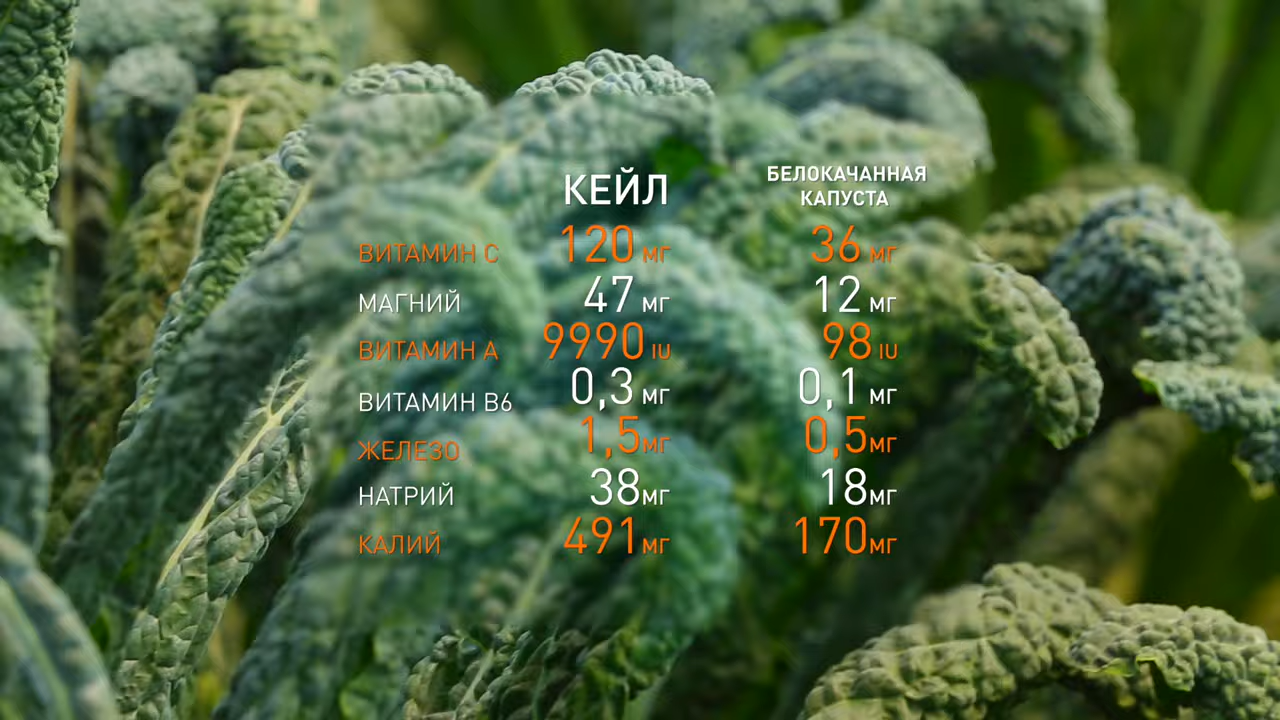 КЕЙЛ БЕЛОКАЧАННАЯ
КАПУСТА
ВИТАМИН С 120 МГ 36 МГ
МАГНИЙ 47 МГ 12 МГ
ВИТАМИН А 9990 IU 98 IU
ВИТАМИН В6 0,3 МГ 0,1 МГ
ЖЕЛЕЗО 1,5МГ 0,5МГ
НАТРИЙ 38МГ 18МГ
КАЛИЙ 491МГ 170МГ